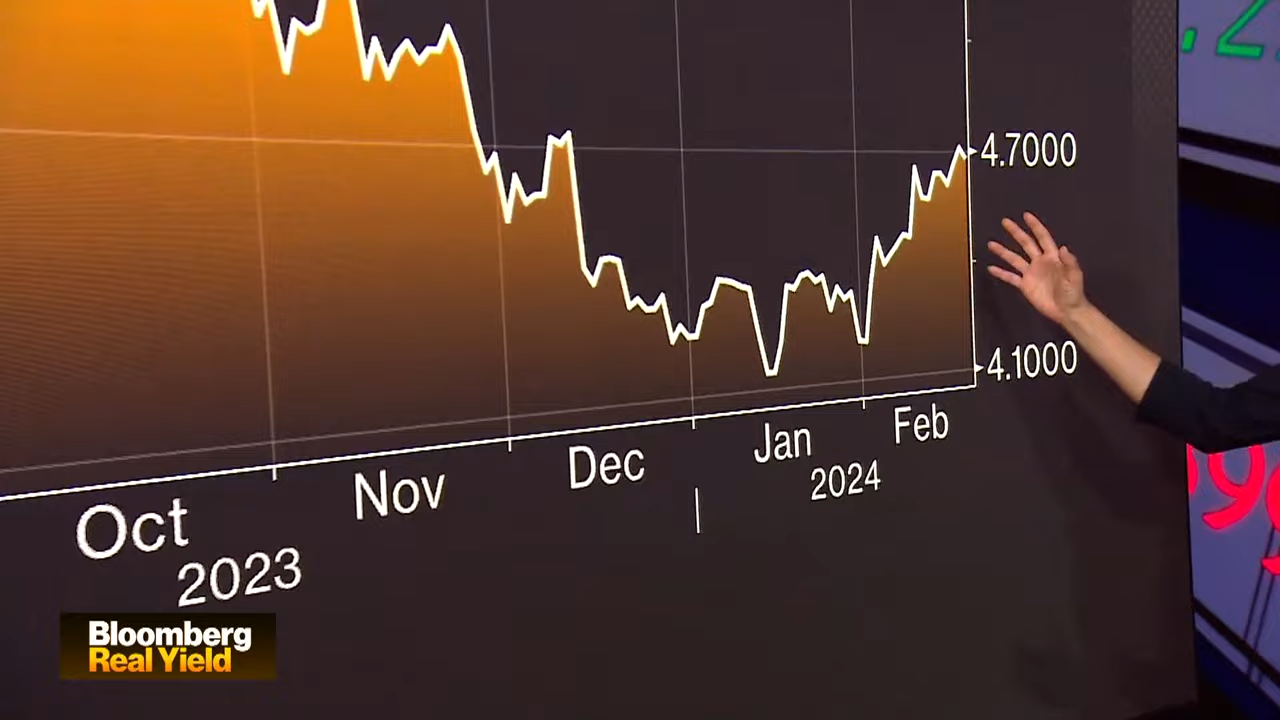 4.7000
4.1000
Oct
Nov
Dec
Jan
Feb
2023
2024
Bloomberg
Real Yield